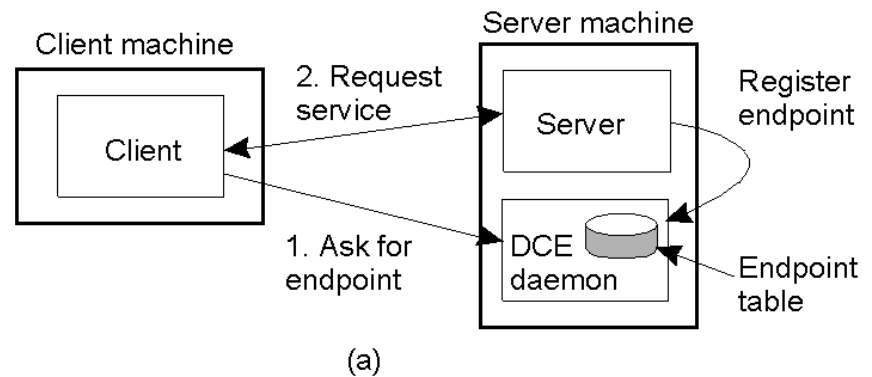 Client machine
Server machine
2. Request
service
Register
endpoint
Client
Server
1. Ask for
endpoint
DCE
daemon
Endpoint
table
(a)